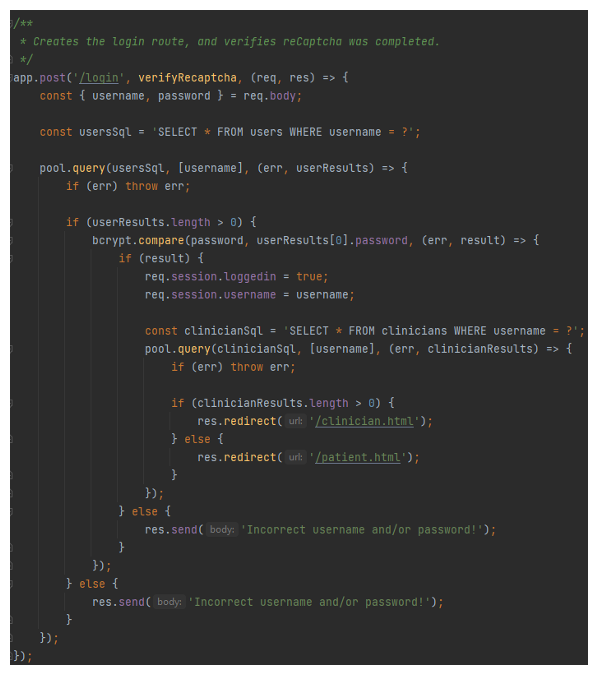 /**
 * Creates the login route, and verifies reCaptcha was completed.
 */
app.post('/login', verifyRecaptcha, (req, res) => {
    const { username, password } = req.body;

    const usersSql = 'SELECT * FROM users WHERE username = ?';

    pool.query(usersSql, [username], (err, userResults) => {
        if (err) throw err;

        if (userResults.length > 0) {
            bcrypt.compare(password, userResults[0].password, (err, result) => {
                if (result) {
                    req.session.loggedin = true;
                    req.session.username = username;

                    const clinicianSql = 'SELECT * FROM clinicians WHERE username = ?';
                    pool.query(clinicianSql, [username], (err, clinicianResults) => {
                        if (err) throw err;

                        if (clinicianResults.length > 0) {
                            res.redirect( url: '/clinician.html');
                        } else {
                            res.redirect( url: '/patient.html');
                        }
                    });
                } else {
                    res.send( body: 'Incorrect username and/or password!');
                }
            });
        } else {
            res.send( body: 'Incorrect username and/or password!');
        }
    });
});